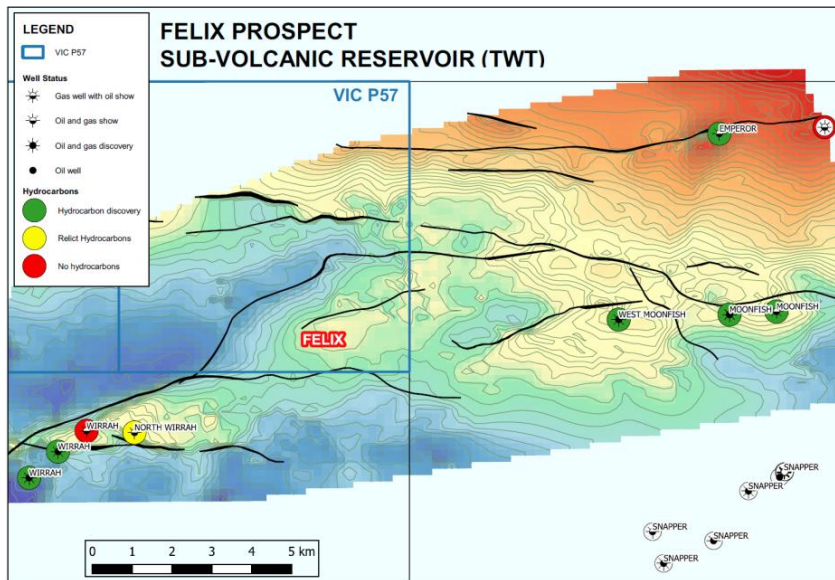 LEGEND
VIC P57
Well Status
Gas well with oil show
Oil and gas show
Oil and gas discovery
Oil well
Hydrocarbons
Hydrocarbon discovery
Relict Hydrocarbons
No hydrocarbons
FELIX PROSPECT
SUB-VOLCANIC RESERVOIR (TWT)
VIC P57
EMPEROR
WEST MOONFISH
MOONFISH
MOONFISH
FELIX
WIRRAH
NORTH WIRRAH
WIRRAH
WIRRAH
SNAPPER
SNAPPER
SNAPPER
SNAPPER
SNAPPER
0 1 2 3 4 5 km